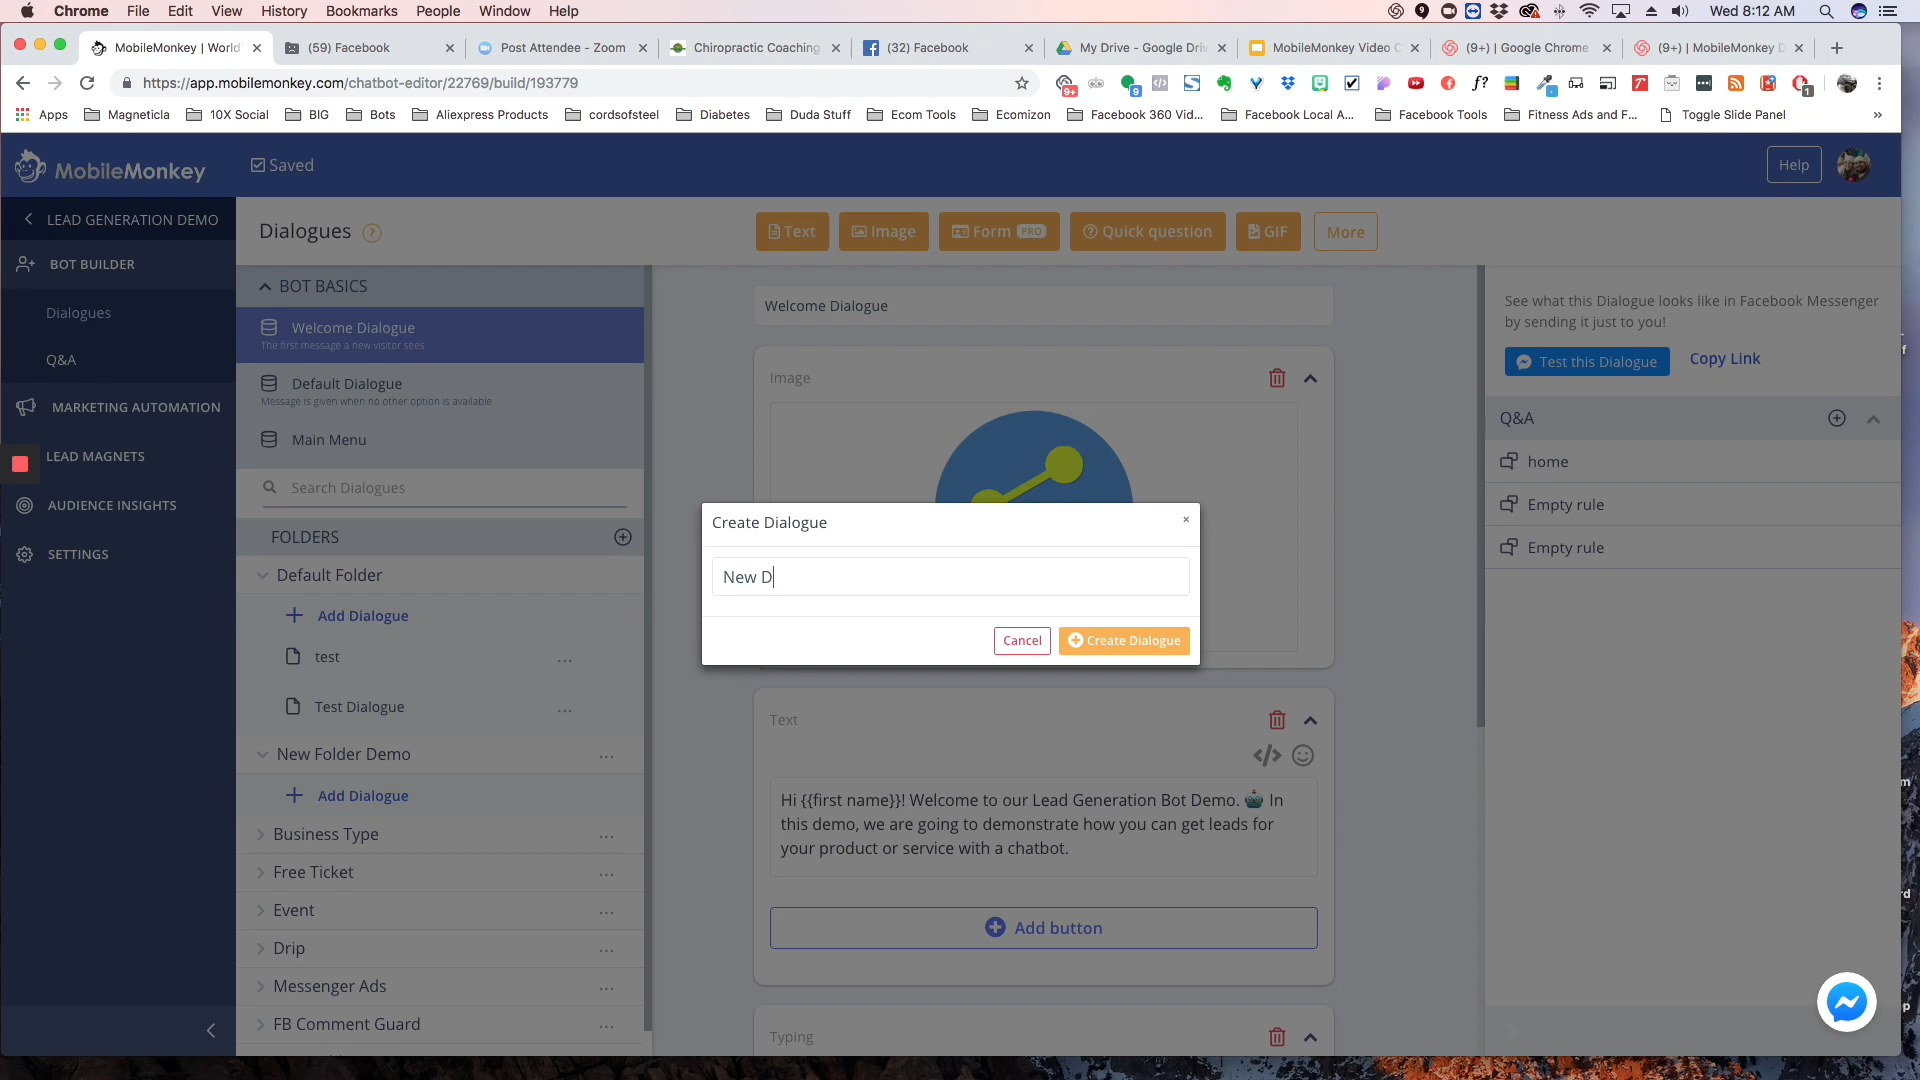 Chrome File Edit View History Bookmarks People Window Help
9
Wed 8:12 AM
MobileMonkey | World
(59) Facebook
Post Attendee - Zoom
Chiropractic Coaching
(32) Facebook
My Drive - Google Driv
MobileMonkey Video C
(9+) | Google Chrome
(9+) | MobileMonkey D
https://app.mobilemonkey.com/chatbot-editor/22769/build/193779
9+
9
f?
1
Apps
Magneticla
10X Social
BIG
Bots
Aliexpress Products
cordsofsteel
Diabetes
Duda Stuff
Ecom Tools
Ecomizon
Facebook 360 Vid...
Facebook Local A...
Facebook Tools
Fitness Ads and F...
Toggle Slide Panel
»
MobileMonkey
Saved
Help
LEAD GENERATION DEMO
BOT BUILDER
Dialogues
Q&A
MARKETING AUTOMATION
LEAD MAGNETS
AUDIENCE INSIGHTS
SETTINGS
Dialogues ?
Text
Image
Form PRO
Quick question
GIF
More
BOT BASICS
Welcome Dialogue
The first message a new visitor sees
Default Dialogue
Message is given when no other option is available
Main Menu
Search Dialogues
FOLDERS
Default Folder
Add Dialogue
test ...
Test Dialogue ...
New Folder Demo ...
Add Dialogue
Business Type ...
Free Ticket ...
Event ...
Drip ...
Messenger Ads ...
FB Comment Guard ...
Welcome Dialogue
Image
Create Dialogue ×
New D
Cancel
Create Dialogue
Text
</>
Hi {{first name}}! Welcome to our Lead Generation Bot Demo. 🤖 In
this demo, we are going to demonstrate how you can get leads for
your product or service with a chatbot.
Add button
Typing
See what this Dialogue looks like in Facebook Messenger
by sending it just to you!
Test this Dialogue
Copy Link
Q&A
home
Empty rule
Empty rule